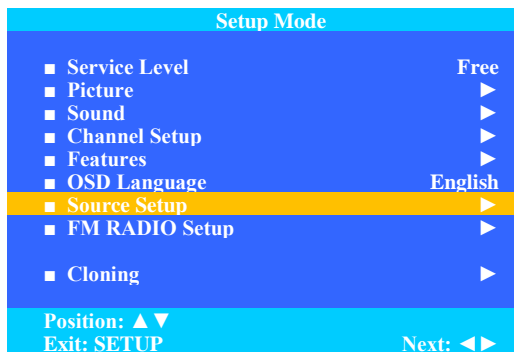 Setup Mode
■ Service Level Free
■ Picture ►
■ Sound ►
■ Channel Setup ►
■ Features ►
■ OSD Language English
■ Source Setup ►
■ FM RADIO Setup ►
■ Cloning ►
Position: ▲▼
Exit: SETUP Next: ◄►